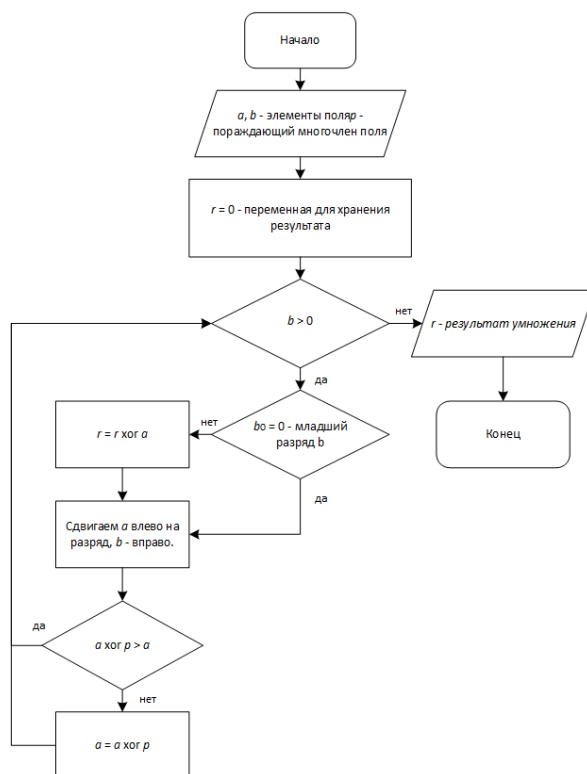 Начало
a, b - элементы поляр -
пораждающий многочлен поля
r = 0 - переменная для хранения
результата
b > 0
нет
r - результат умножения
да
b₀ = 0 - младший
разряд b
нет
r = r xor a
Конец
да
Сдвигаем a влево на
разряд, b - вправо.
да
a xor p > a
нет
a = a xor p